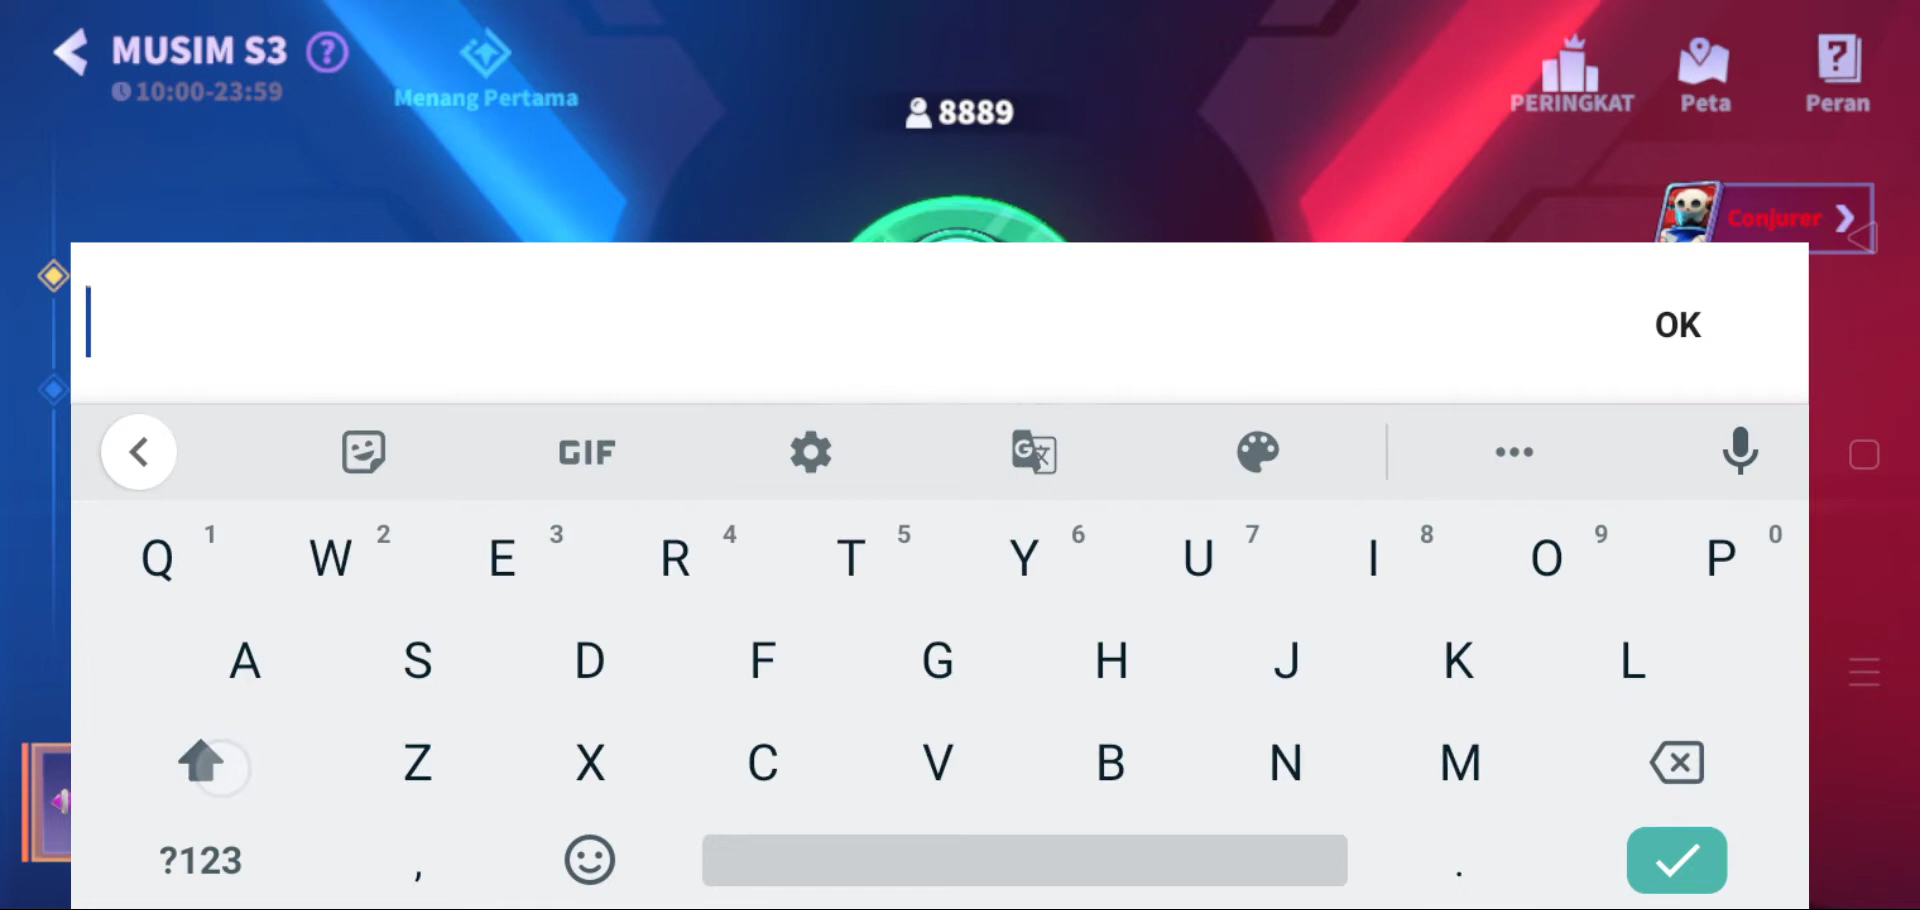 MUSIM S3 ?
10:00-23:59
Menang Pertama
8889
PERINGKAT
Peta
?
Peran
Conjurer
OK
GIF
G
Q 1 W 2 E 3 R 4 T 5 Y 6 U 7 I 8 O 9 P 0
A S D F G H J K L
Z X C V B N M
?123 , .